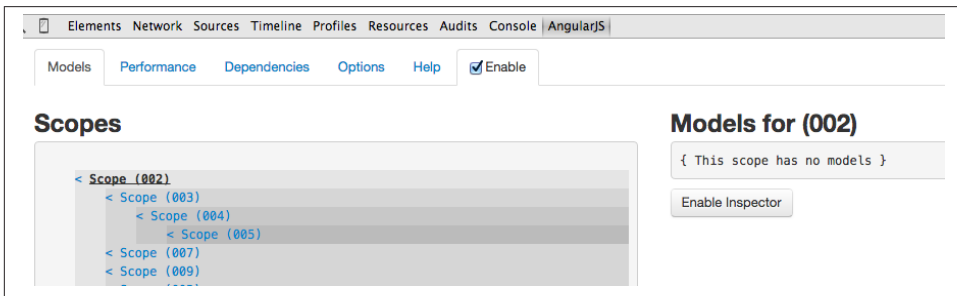 Elements Network Sources Timeline Profiles Resources Audits Console AngularJS
Models Performance Dependencies Options Help Enable
Scopes
< Scope (002)
< Scope (003)
< Scope (004)
< Scope (005)
< Scope (007)
< Scope (009)
Models for (002)
{ This scope has no models }
Enable Inspector